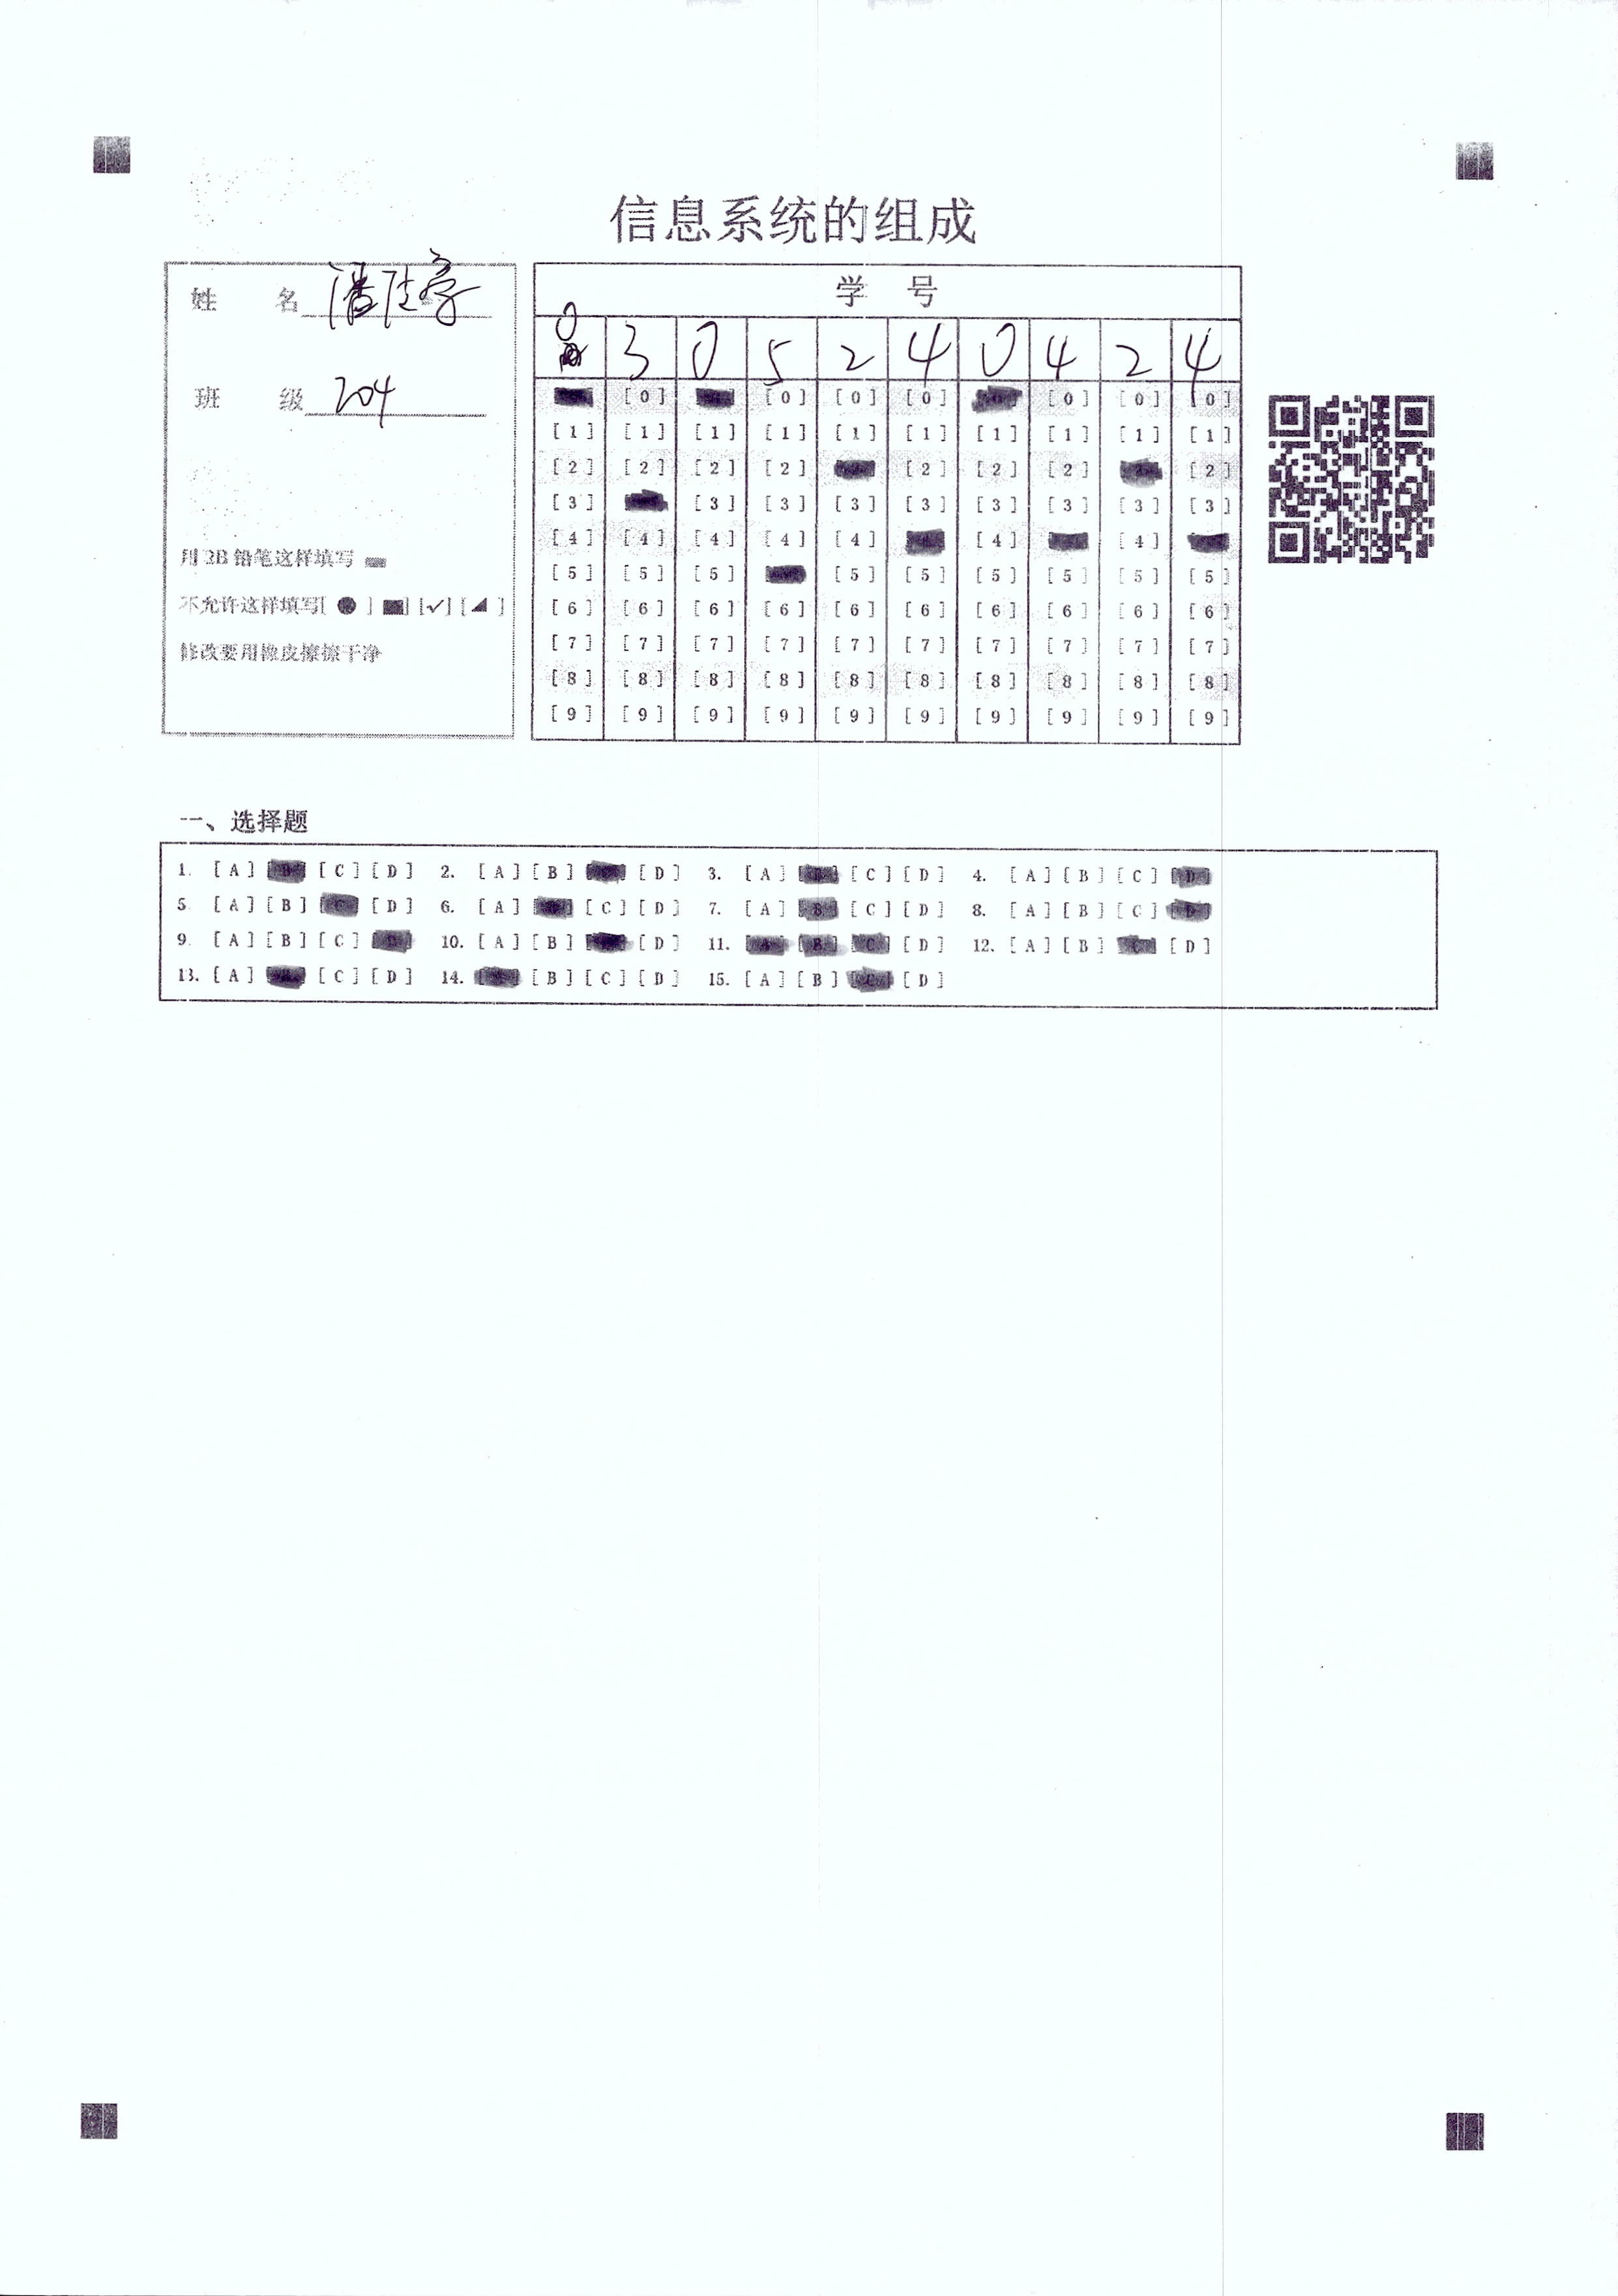 信息系统的组成
姓 名 潘
班 级 204
用3B铅笔这样填写
不允许这样填写[ ● ] [■] [✓] [◢ ]
修改要用橡皮擦擦干净
学 号
0 3 0 5 2 4 0 4 2 4
[0] [0] [0] [0] [0] [0] [0]
[1] [1] [1] [1] [1] [1] [1] [1] [1] [1]
[2] [2] [2] [2] [2] [2] [2] [2]
[3] [3] [3] [3] [3] [3] [3] [3] [3]
[4] [4] [4] [4] [4] [4] [4]
[5] [5] [5] [5] [5] [5] [5] [5] [5]
[6] [6] [6] [6] [6] [6] [6] [6] [6] [6]
[7] [7] [7] [7] [7] [7] [7] [7] [7] [7]
[8] [8] [8] [8] [8] [8] [8] [8] [8] [8]
[9] [9] [9] [9] [9] [9] [9] [9] [9] [9]
一、选择题
1. [A] [C] [D] 2. [A] [B] [D] 3. [A] [C] [D] 4. [A] [B] [C] [D]
5. [A] [B] [C] [D] 6. [A] [C] [D] 7. [A] [B] [C] [D] 8. [A] [B] [C] [D]
9. [A] [B] [C] 10. [A] [B] [D] 11. [A] [B] [C] [D] 12. [A] [B] [C] [D]
13. [A] [C] [D] 14. [B] [C] [D] 15. [A] [B] [C] [D]